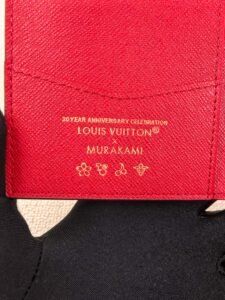 20 YEAR ANNIVERSARY CELEBRATION
LOUIS VUITTON®
×
MURAKAMI